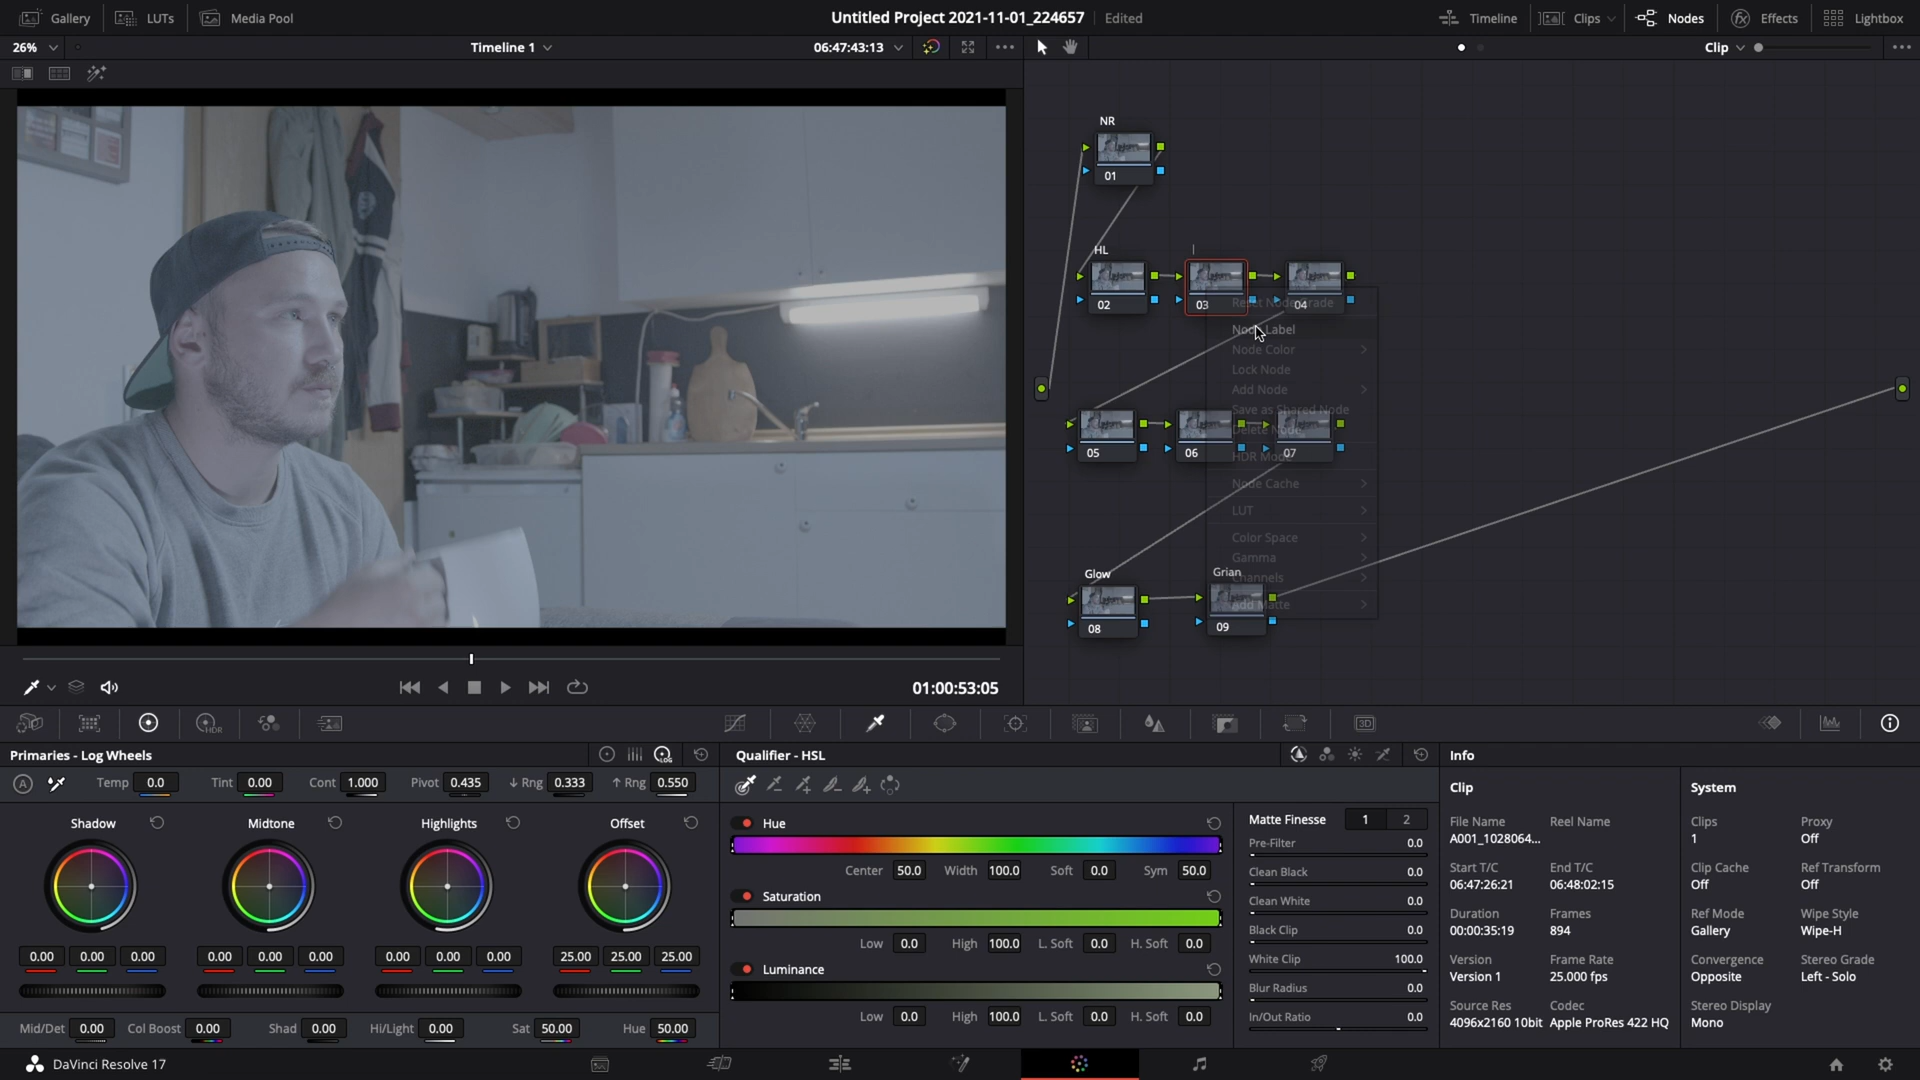 Gallery LUTs Media Pool Untitled Project 2021-11-01_224657 Edited Timeline Clips Nodes Effects Lightbox
26% Timeline 1 06:47:43:13 Clip
NR
01
HL
02 03 04
Reset Node Grade
Node Label
Node Color
Lock Node
Add Node
Save as Shared Node
Delete Node
05 06 07
HDR Mode
Node Cache
LUT
Color Space
Gamma
Channels
Add Matte
Glow Grian
08 09
01:00:53:05
HDR
Primaries - Log Wheels
LOG
A Temp 0.0 Tint 0.00 Cont 1.000 Pivot 0.435 ↓ Rng 0.333 ↑ Rng 0.550
Shadow Midtone Highlights Offset
0.00 0.00 0.00 0.00 0.00 0.00 0.00 0.00 0.00 25.00 25.00 25.00
Mid/Det 0.00 Col Boost 0.00 Shad 0.00 Hi/Light 0.00 Sat 50.00 Hue 50.00
3D
Qualifier - HSL
Hue
Center 50.0 Width 100.0 Soft 0.0 Sym 50.0
Saturation
Low 0.0 High 100.0 L. Soft 0.0 H. Soft 0.0
Luminance
Low 0.0 High 100.0 L. Soft 0.0 H. Soft 0.0
Matte Finesse 1 2
Pre-Filter 0.0
Clean Black 0.0
Clean White 0.0
Black Clip 0.0
White Clip 100.0
Blur Radius 0.0
In/Out Ratio 0.0
Info
Clip
File Name Reel Name
A001_1028064...
Start T/C End T/C
06:47:26:21 06:48:02:15
Duration Frames
00:00:35:19 894
Version Frame Rate
Version 1 25.000 fps
Source Res Codec
4096x2160 10bit Apple ProRes 422 HQ
System
Clips Proxy
1 Off
Clip Cache Ref Transform
Off Off
Ref Mode Wipe Style
Gallery Wipe-H
Convergence Stereo Grade
Opposite Left - Solo
Stereo Display
Mono
DaVinci Resolve 17